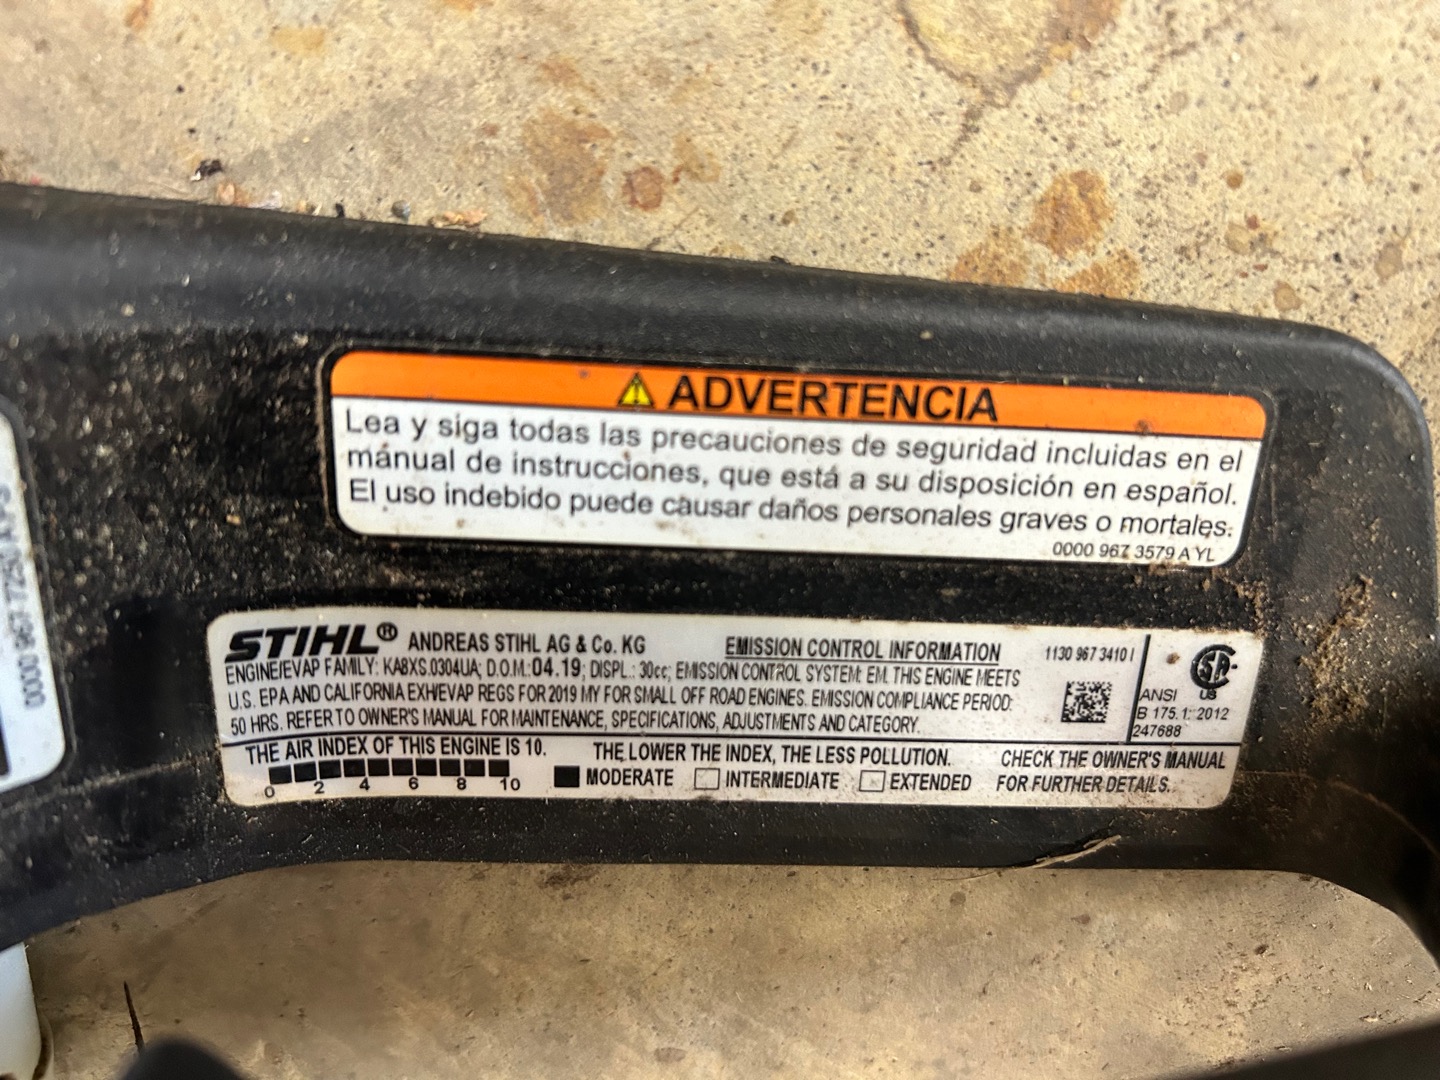 ADVERTENCIA
Lea y siga todas las precauciones de seguridad incluidas en el
mánual de instrucciones, que está a su disposición en español.
El uso indebido puede causar daños personales graves o mortales.
0000 967 3579 A YL
STIHL® ANDREAS STIHL AG & Co. KG EMISSION CONTROL INFORMATION 1130 967 3410 I
ENGINE/EVAP FAMILY: KA8XS.0304UA; D.O.M.: 04.19; DISPL.: 30cc; EMISSION CONTROL SYSTEM: EM. THIS ENGINE MEETS
U.S. EPA AND CALIFORNIA EXH/EVAP REGS FOR 2019 MY FOR SMALL OFF ROAD ENGINES. EMISSION COMPLIANCE PERIOD:
50 HRS. REFER TO OWNER'S MANUAL FOR MAINTENANCE, SPECIFICATIONS, ADJUSTMENTS AND CATEGORY.
SA US
ANSI
B 175.1: 2012
247688
THE AIR INDEX OF THIS ENGINE IS 10. THE LOWER THE INDEX, THE LESS POLLUTION. CHECK THE OWNER'S MANUAL
0 2 4 6 8 10 MODERATE INTERMEDIATE EXTENDED FOR FURTHER DETAILS.
0000 967 7296